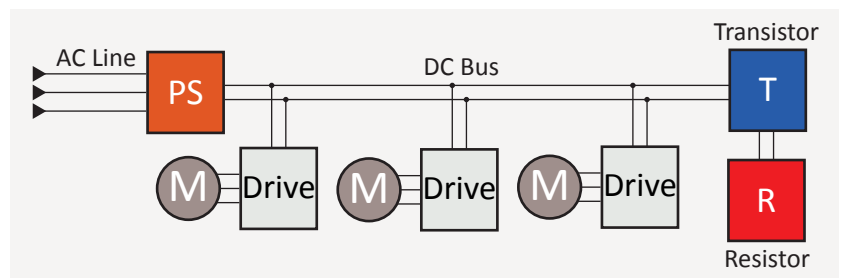 Transistor
AC Line
DC Bus
PS
T
M
Drive
M
Drive
M
Drive
R
Resistor